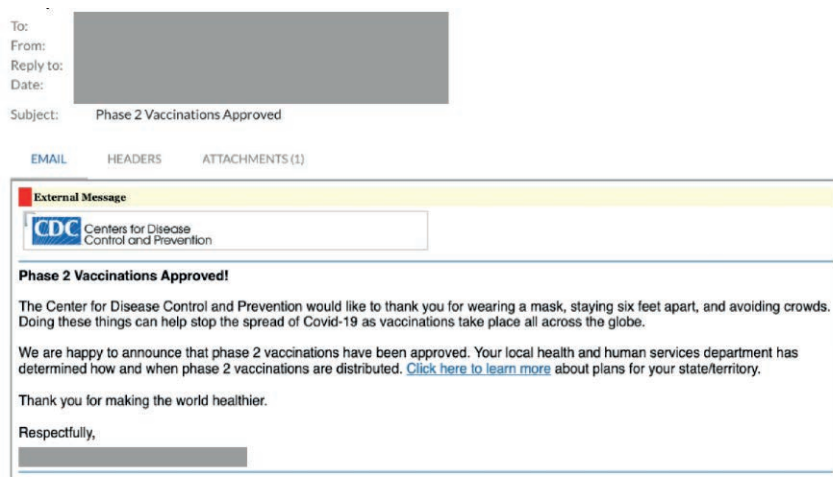 To:
From:
Reply to:
Date:
Subject: Phase 2 Vaccinations Approved
EMAIL HEADERS ATTACHMENTS (1)
External Message
CDC Centers for Disease
Control and Prevention
Phase 2 Vaccinations Approved!
The Center for Disease Control and Prevention would like to thank you for wearing a mask, staying six feet apart, and avoiding crowds.
Doing these things can help stop the spread of Covid-19 as vaccinations take place all across the globe.
We are happy to announce that phase 2 vaccinations have been approved. Your local health and human services department has
determined how and when phase 2 vaccinations are distributed. Click here to learn more about plans for your state/territory.
Thank you for making the world healthier.
Respectfully,